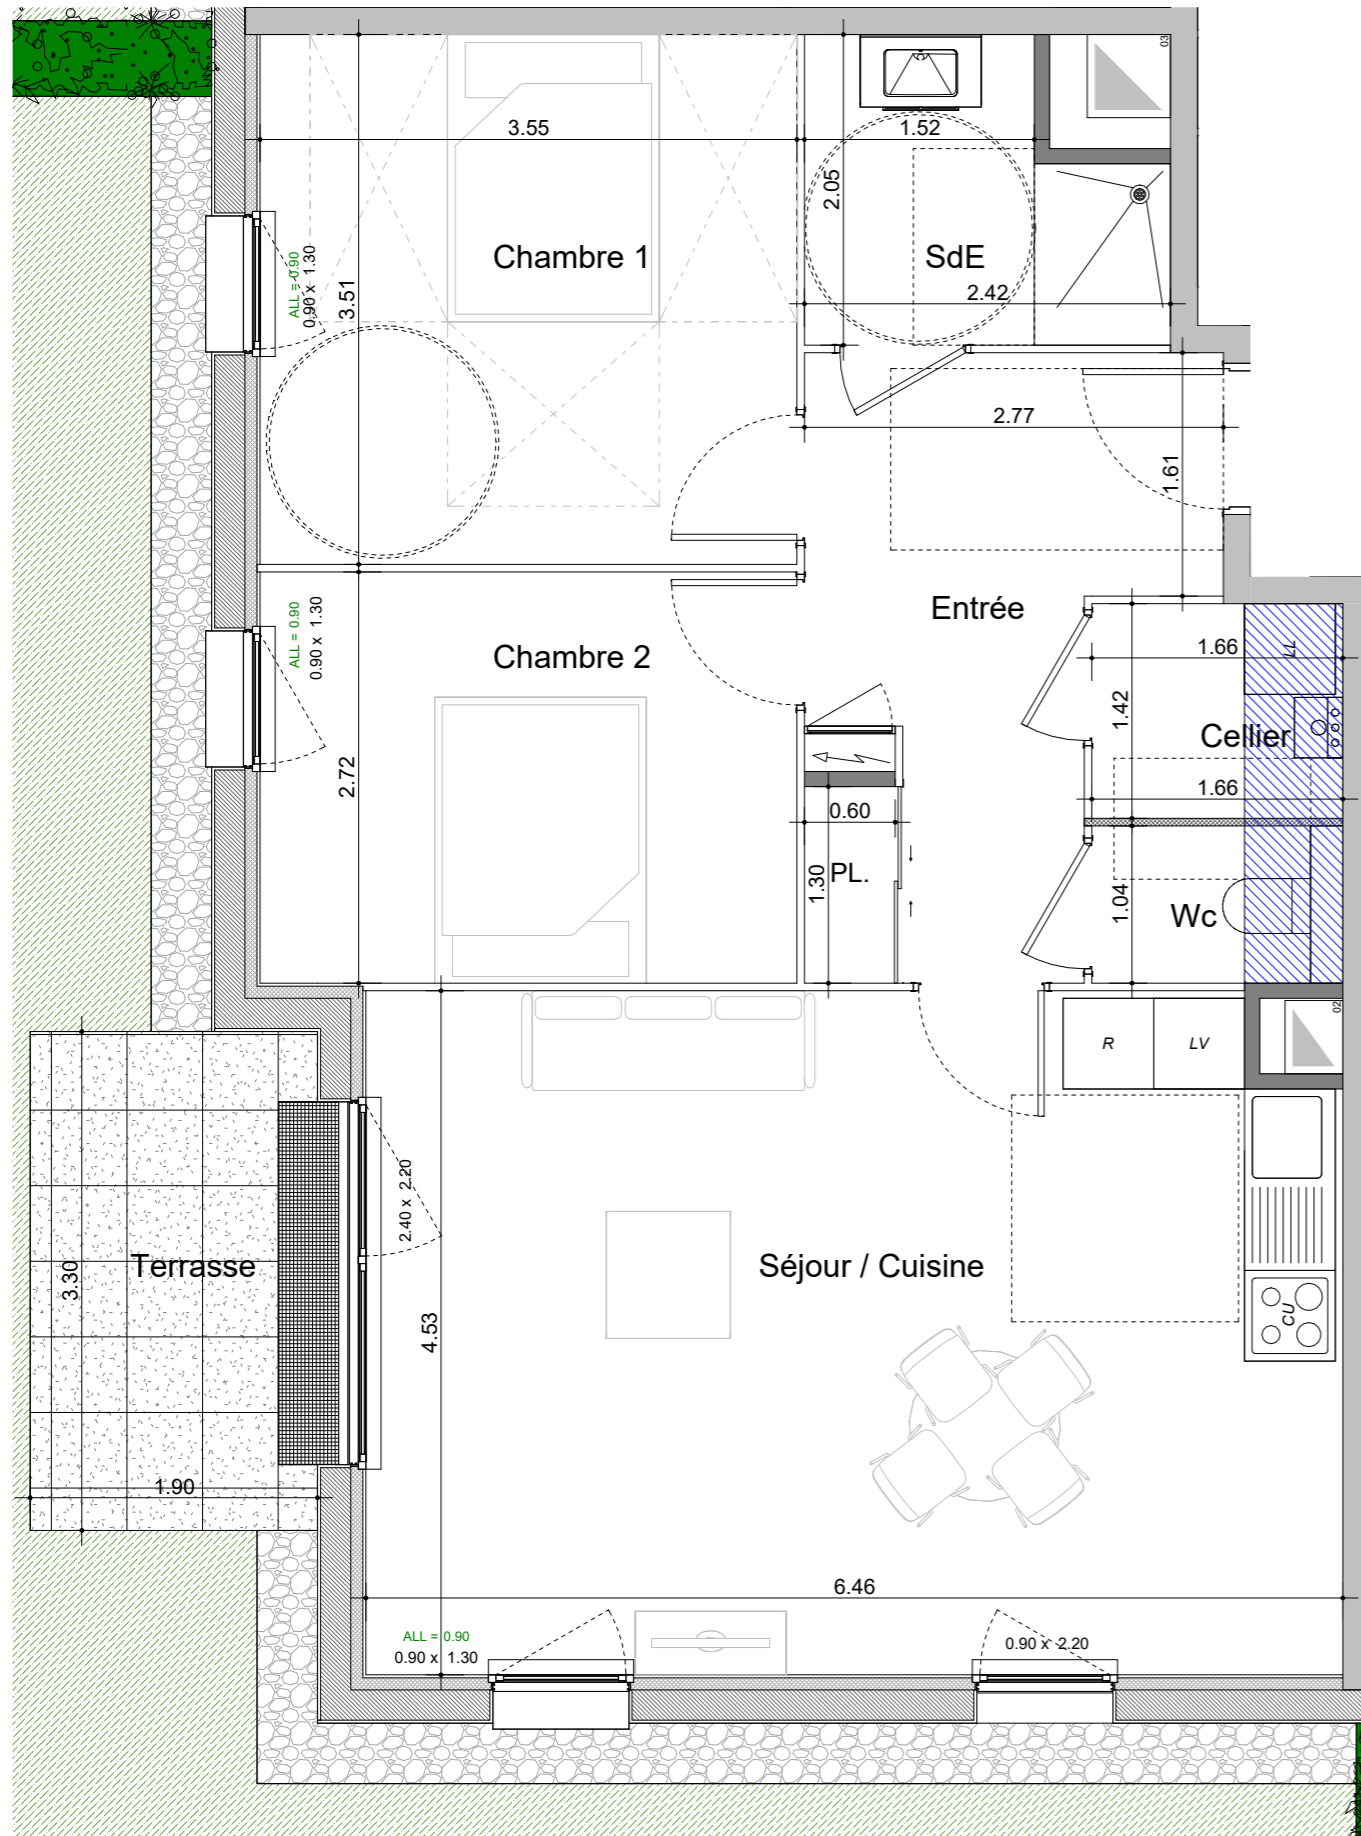 03
3.55
1.52
2.05
Chambre 1
SdE
ALL = 0.90
0.90 x 1.30
3.51
2.42
2.77
1.61
ALL = 0.90
0.90 x 1.30
Entrée
Chambre 2
1.66
LL
1.42
Cellier
2.72
1.66
0.60
1.30
PL.
1.04
Wc
02
R
LV
2.40 x 2.20
Terrasse
3.30
Séjour / Cuisine
CU
4.53
1.90
6.46
ALL = 0.90
0.90 x 1.30
0.90 x 2.20